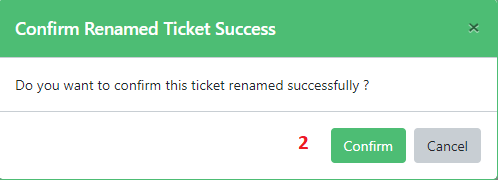 Confirm Renamed Ticket Success ×
Do you want to confirm this ticket renamed successfully ?
2 Confirm Cancel